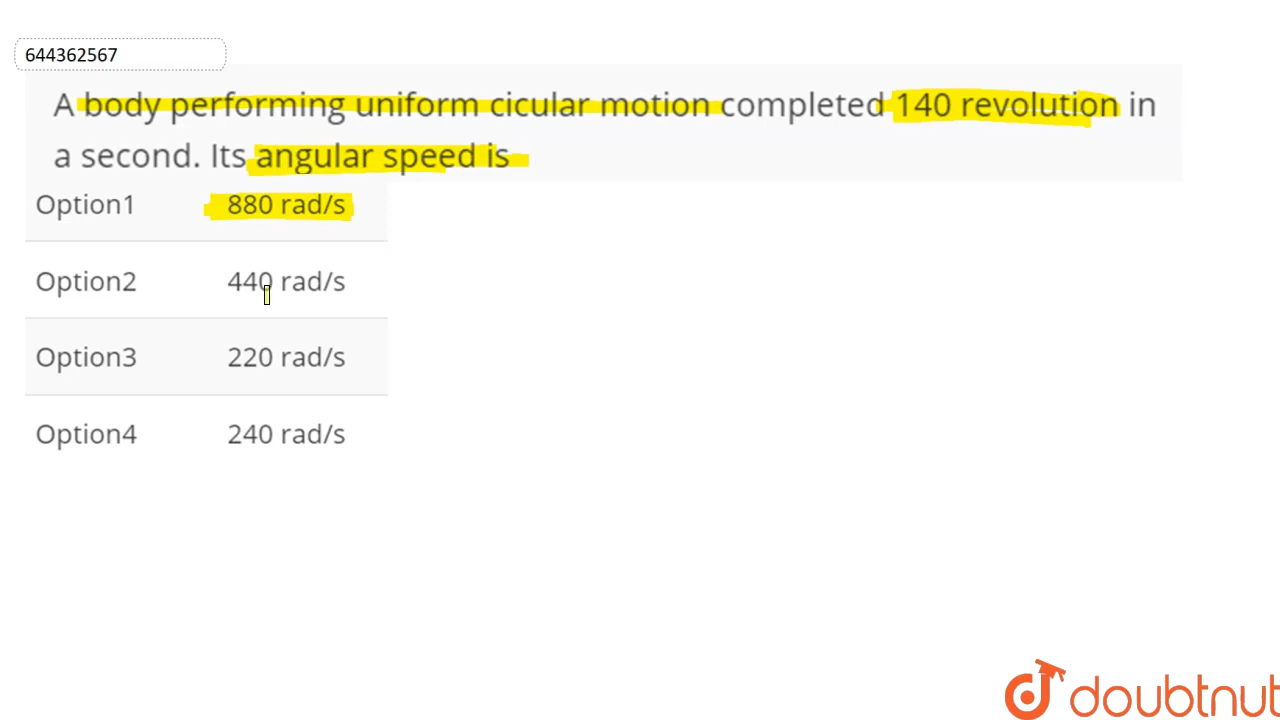 644362567
A body performing uniform cicular motion completed 140 revolution in
a second. Its angular speed is
Option1 880 rad/s
Option2 440 rad/s
Option3 220 rad/s
Option4 240 rad/s
doubtnut